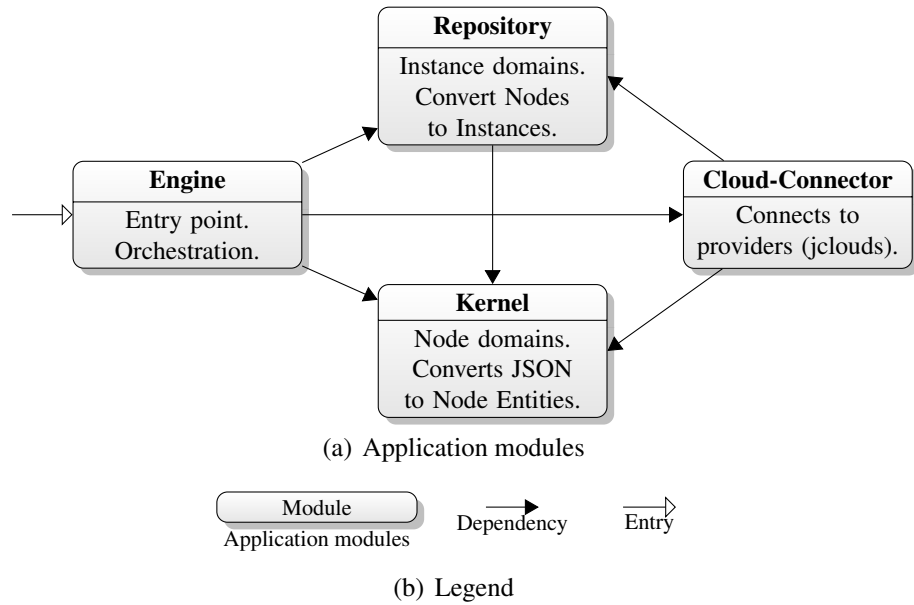 Repository
Instance domains.
Convert Nodes
to Instances.
Engine
Entry point.
Orchestration.
Cloud-Connector
Connects to
providers (jclouds).
Kernel
Node domains.
Converts JSON
to Node Entities.
(a) Application modules
Module
Application modules
Dependency
Entry
(b) Legend